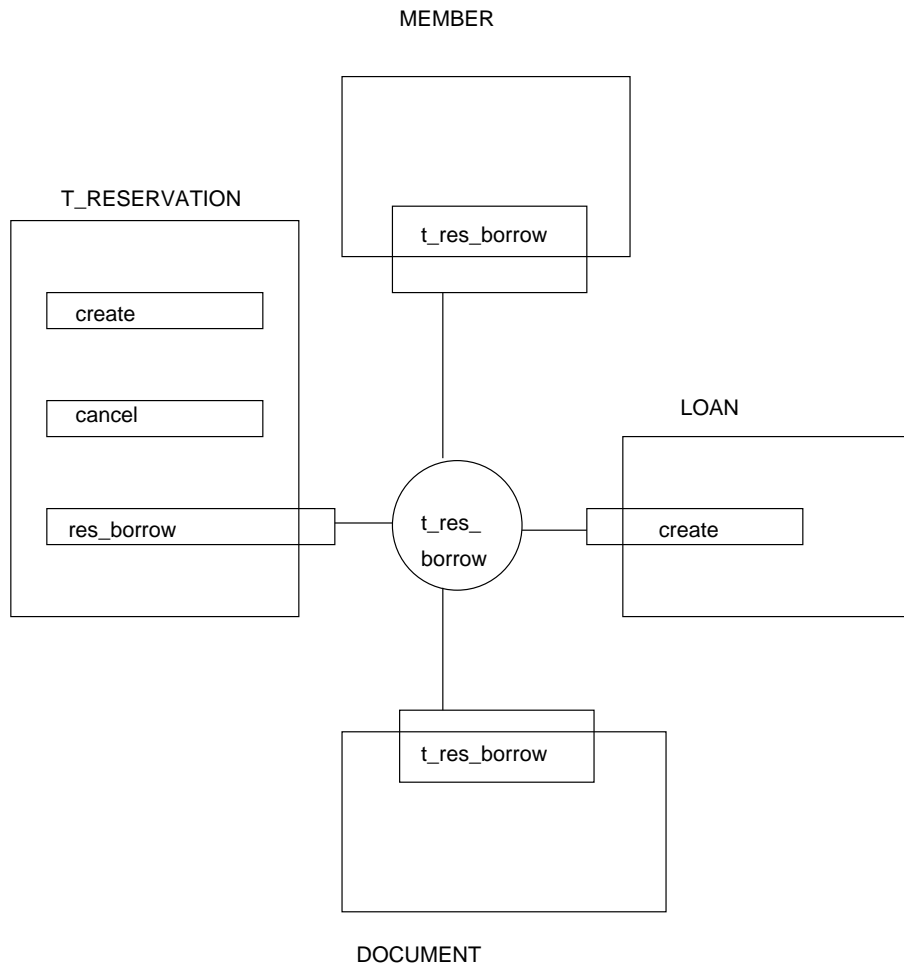 MEMBER
T_RESERVATION
t_res_borrow
create
cancel
LOAN
res_borrow
t_res_
borrow
create
t_res_borrow
DOCUMENT